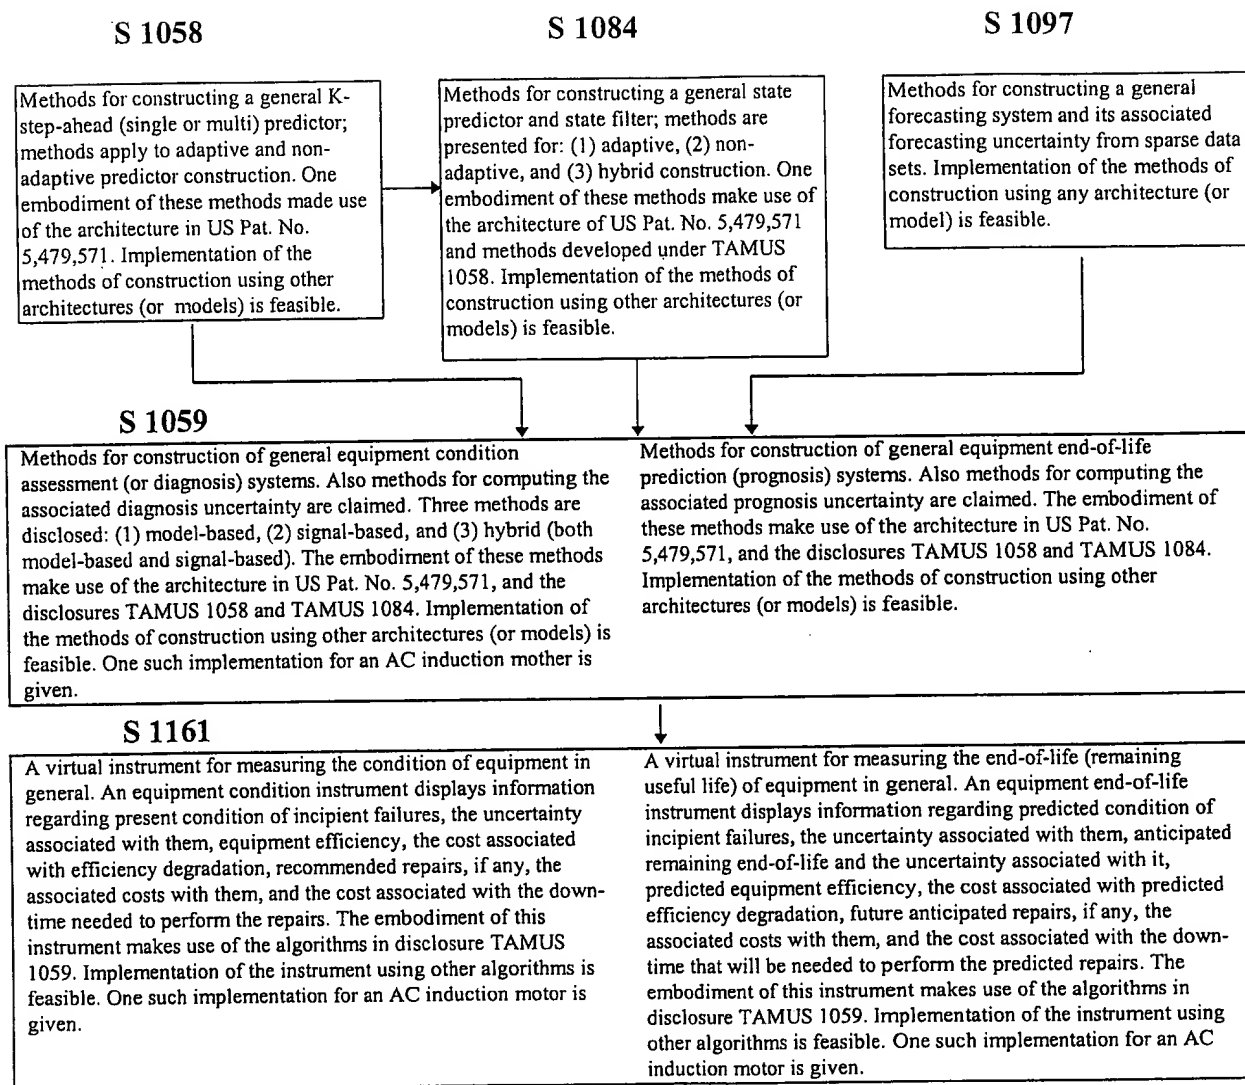 S 1058
S 1084
S 1097
Methods for constructing a general K-
step-ahead (single or multi) predictor;
methods apply to adaptive and non-
adaptive predictor construction. One
embodiment of these methods made use
of the architecture in US Pat. No.
5,479,571. Implementation of the
methods of construction using other
architectures (or models) is feasible.
Methods for constructing a general state
predictor and state filter; methods are
presented for: (1) adaptive, (2) non-
adaptive, and (3) hybrid construction. One
embodiment of these methods make use of
the architecture of US Pat. No. 5,479,571
and methods developed under TAMUS
1058. Implementation of the methods of
construction using other architectures (or
models) is feasible.
Methods for constructing a general
forecasting system and its associated
forecasting uncertainty from sparse data
sets. Implementation of the methods of
construction using any architecture (or
model) is feasible.
S 1059
Methods for construction of general equipment condition
assessment (or diagnosis) systems. Also methods for computing the
associated diagnosis uncertainty are claimed. Three methods are
disclosed: (1) model-based, (2) signal-based, and (3) hybrid (both
model-based and signal-based). The embodiment of these methods
make use of the architecture in US Pat. No. 5,479,571, and the
disclosures TAMUS 1058 and TAMUS 1084. Implementation of
the methods of construction using other architectures (or models) is
feasible. One such implementation for an AC induction mother is
given.
Methods for construction of general equipment end-of-life
prediction (prognosis) systems. Also methods for computing the
associated prognosis uncertainty are claimed. The embodiment of
these methods make use of the architecture in US Pat. No.
5,479,571, and the disclosures TAMUS 1058 and TAMUS 1084.
Implementation of the methods of construction using other
architectures (or models) is feasible.
S 1161
A virtual instrument for measuring the condition of equipment in
general. An equipment condition instrument displays information
regarding present condition of incipient failures, the uncertainty
associated with them, equipment efficiency, the cost associated
with efficiency degradation, recommended repairs, if any, the
associated costs with them, and the cost associated with the down-
time needed to perform the repairs. The embodiment of this
instrument makes use of the algorithms in disclosure TAMUS
1059. Implementation of the instrument using other algorithms is
feasible. One such implementation for an AC induction motor is
given.
A virtual instrument for measuring the end-of-life (remaining
useful life) of equipment in general. An equipment end-of-life
instrument displays information regarding predicted condition of
incipient failures, the uncertainty associated with them, anticipated
remaining end-of-life and the uncertainty associated with it,
predicted equipment efficiency, the cost associated with predicted
efficiency degradation, future anticipated repairs, if any, the
associated costs with them, and the cost associated with the down-
time that will be needed to perform the predicted repairs. The
embodiment of this instrument makes use of the algorithms in
disclosure TAMUS 1059. Implementation of the instrument using
other algorithms is feasible. One such implementation for an AC
induction motor is given.